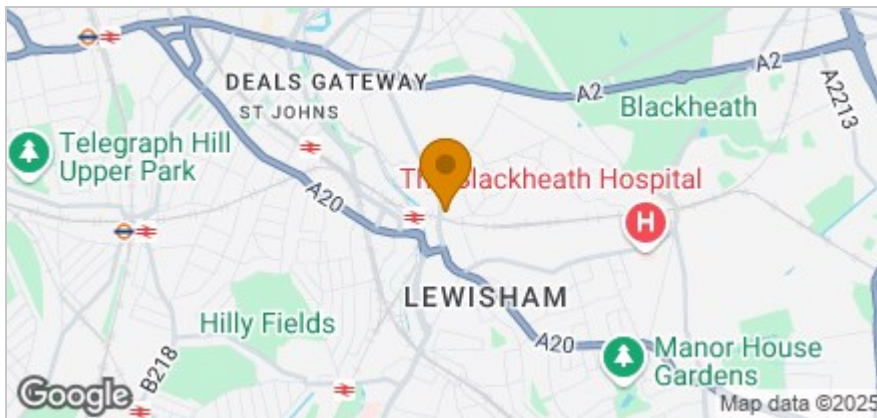 A2
DEALS GATEWAY
ST JOHNS
A2
A2213
Blackheath
Telegraph Hill
Upper Park
The Blackheath Hospital
A20
H
LEWISHAM
Hilly Fields
A20
Manor House
Gardens
B218
Google
Map data ©2025